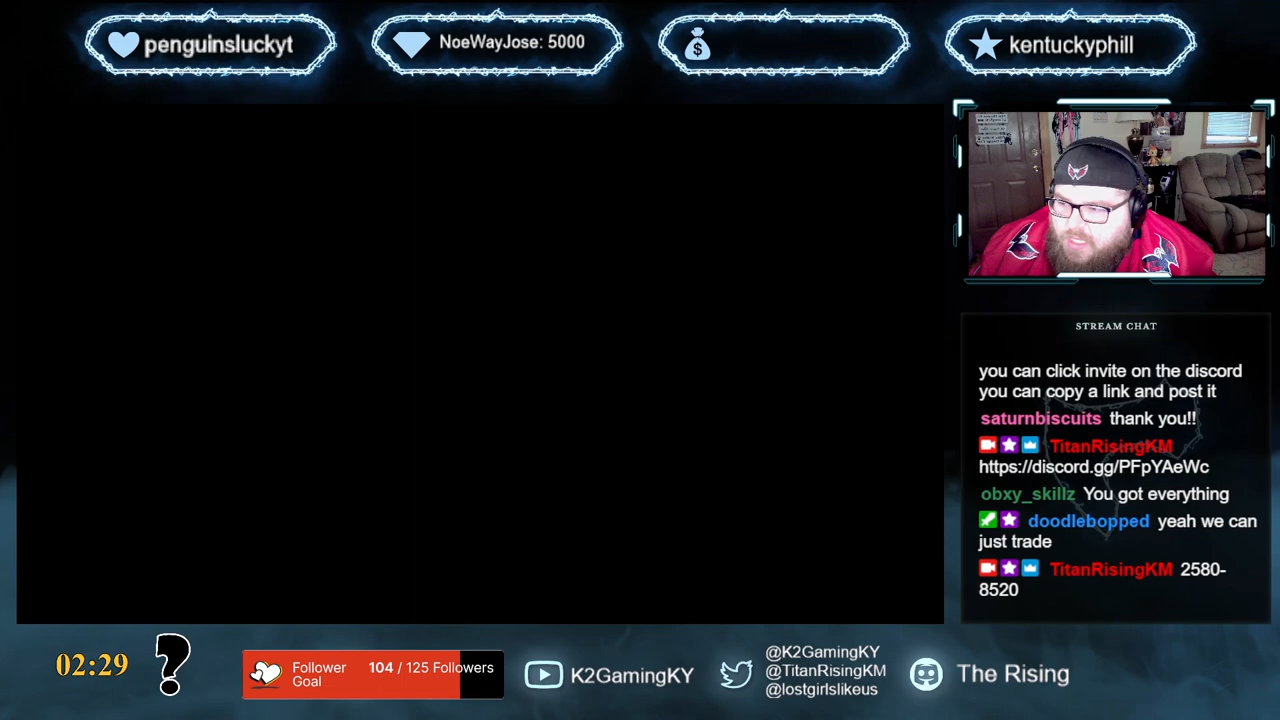 penguinsluckyt
NoeWayJose: 5000
kentuckyphill
STREAM CHAT
you can click invite on the discord
you can copy a link and post it
saturnbiscuits thank you!!
TitanRisingKM
https://discord.gg/PFpYAeWc
obxy_skillz You got everything
doodlebopped yeah we can
just trade
TitanRisingKM 2580-
8520
02:29
Follower Goal
104 / 125 Followers
K2GamingKY
@K2GamingKY
@TitanRisingKM
@lostgirlslikeus
The Rising